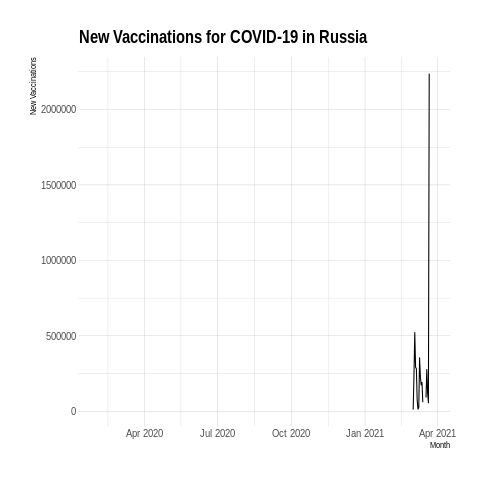 New Vaccinations for COVID-19 in Russia
New Vaccinations
2000000
1500000
1000000
500000
0
Apr 2020 Jul 2020 Oct 2020 Jan 2021 Apr 2021
Month